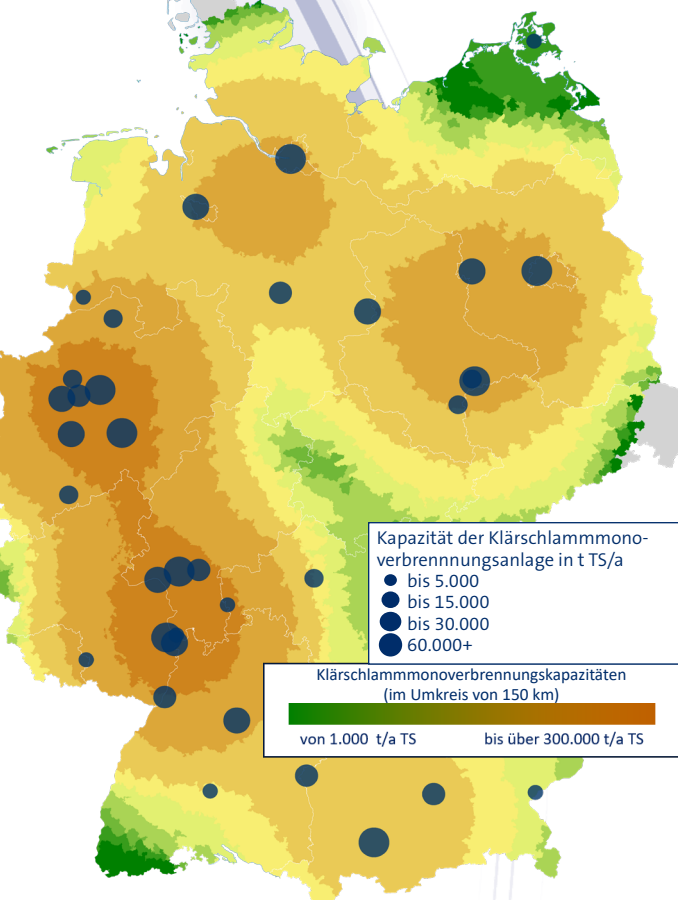 Kapazität der Klärschlammmono-
verbrennnungsanlage in t TS/a
bis 5.000
bis 15.000
bis 30.000
60.000+
Klärschlammmonoverbrennungskapazitäten
(im Umkreis von 150 km)
von 1.000 t/a TS
bis über 300.000 t/a TS